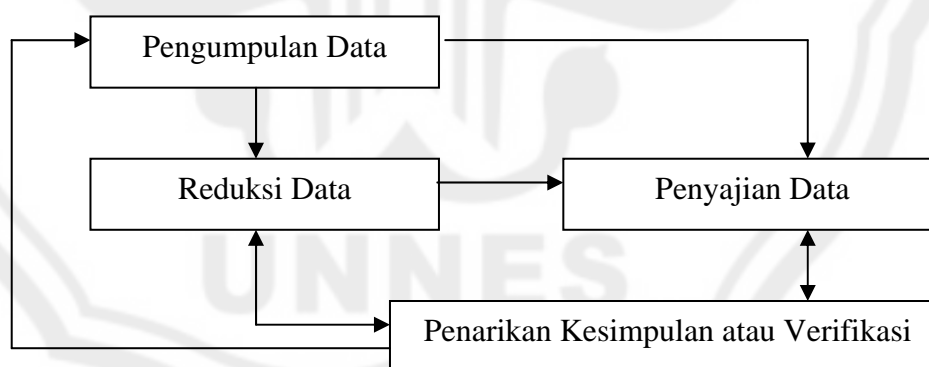 Pengumpulan Data
Reduksi Data
Penyajian Data
UNNES
Penarikan Kesimpulan atau Verifikasi